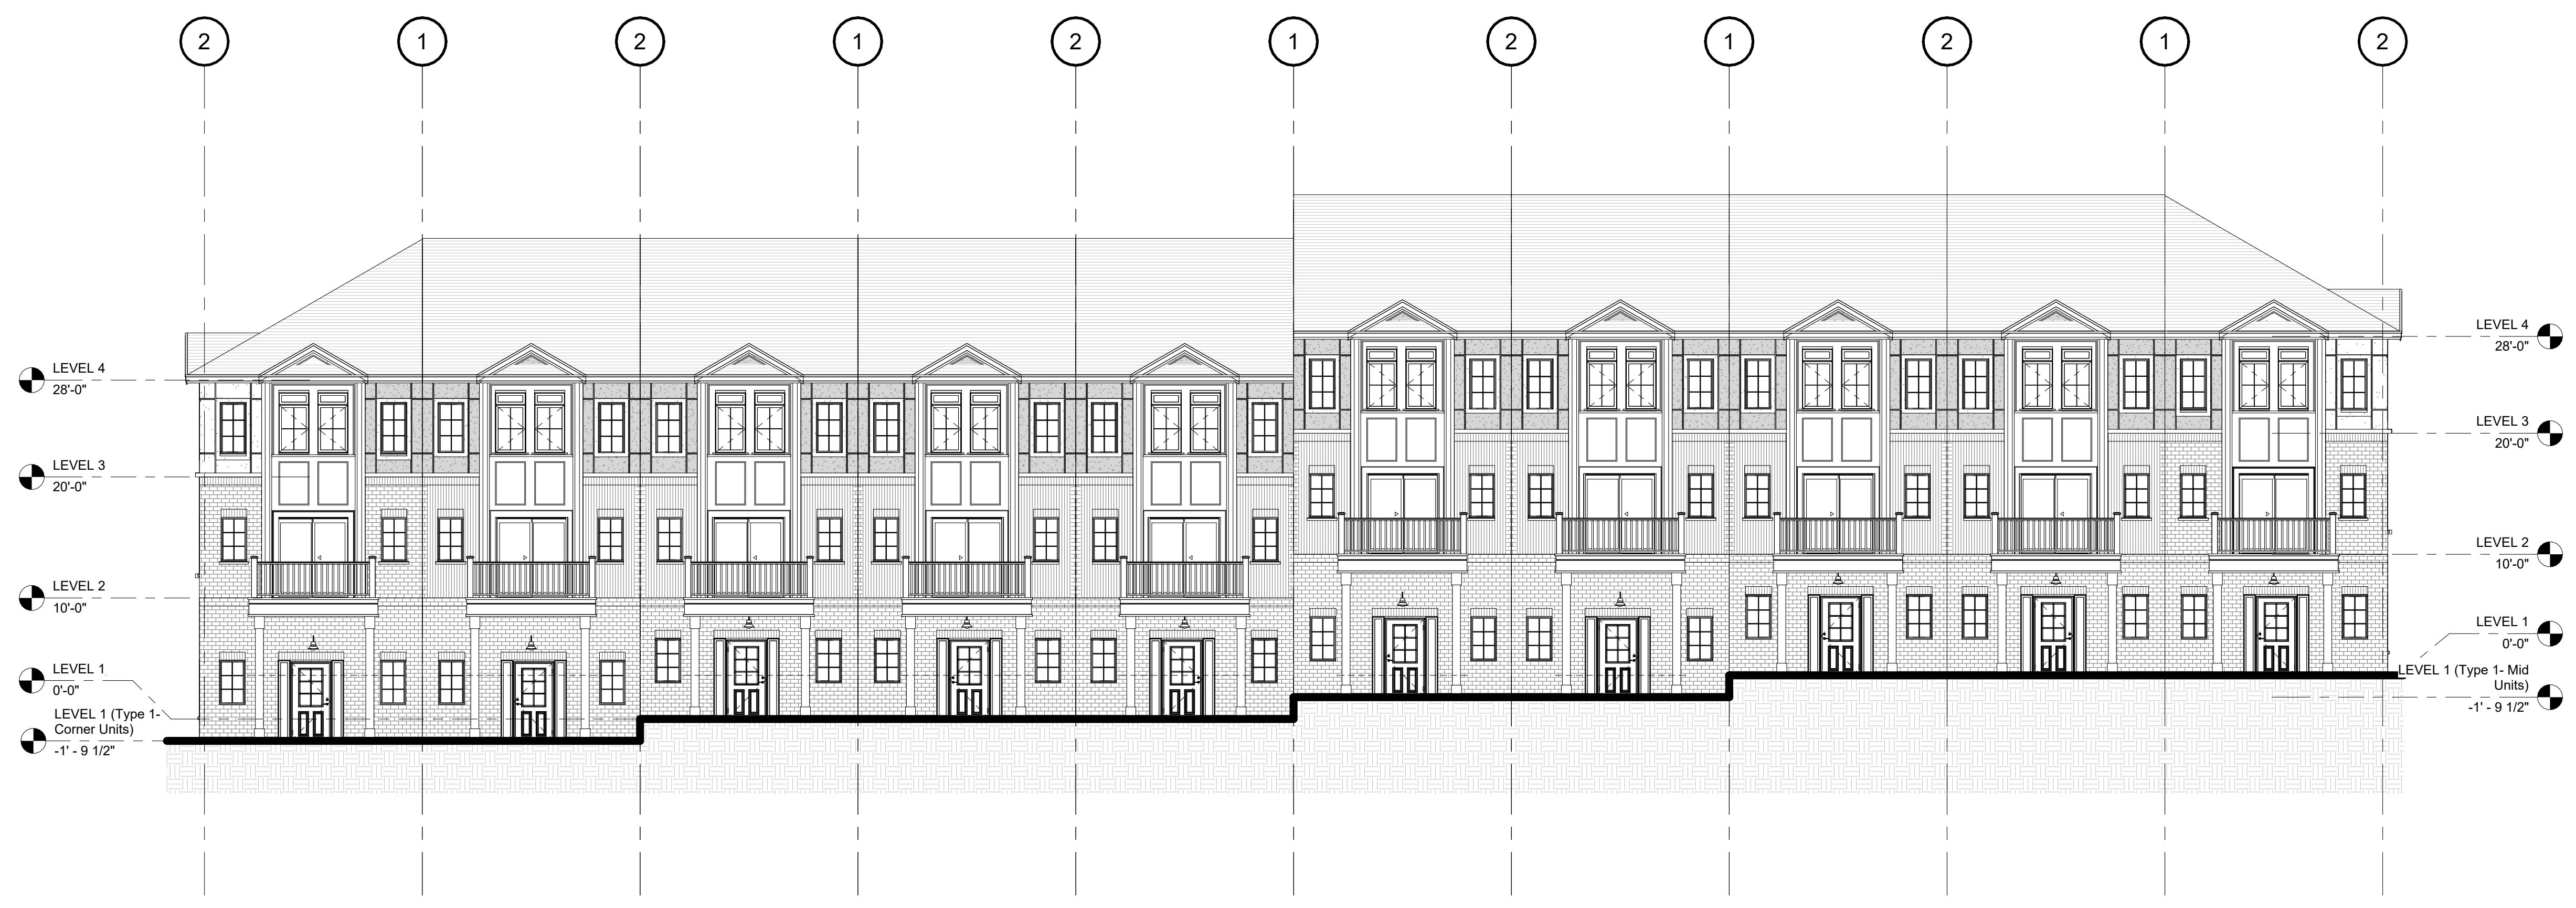 2 1 2 1 2 1 2 1 2 1 2
LEVEL 4
28'-0"
LEVEL 3
20'-0"
LEVEL 2
10'-0"
LEVEL 1
0'-0"
LEVEL 1 (Type 1-
Corner Units)
-1' - 9 1/2"
LEVEL 4
28'-0"
LEVEL 3
20'-0"
LEVEL 2
10'-0"
LEVEL 1
0'-0"
LEVEL 1 (Type 1- Mid
Units)
-1' - 9 1/2"